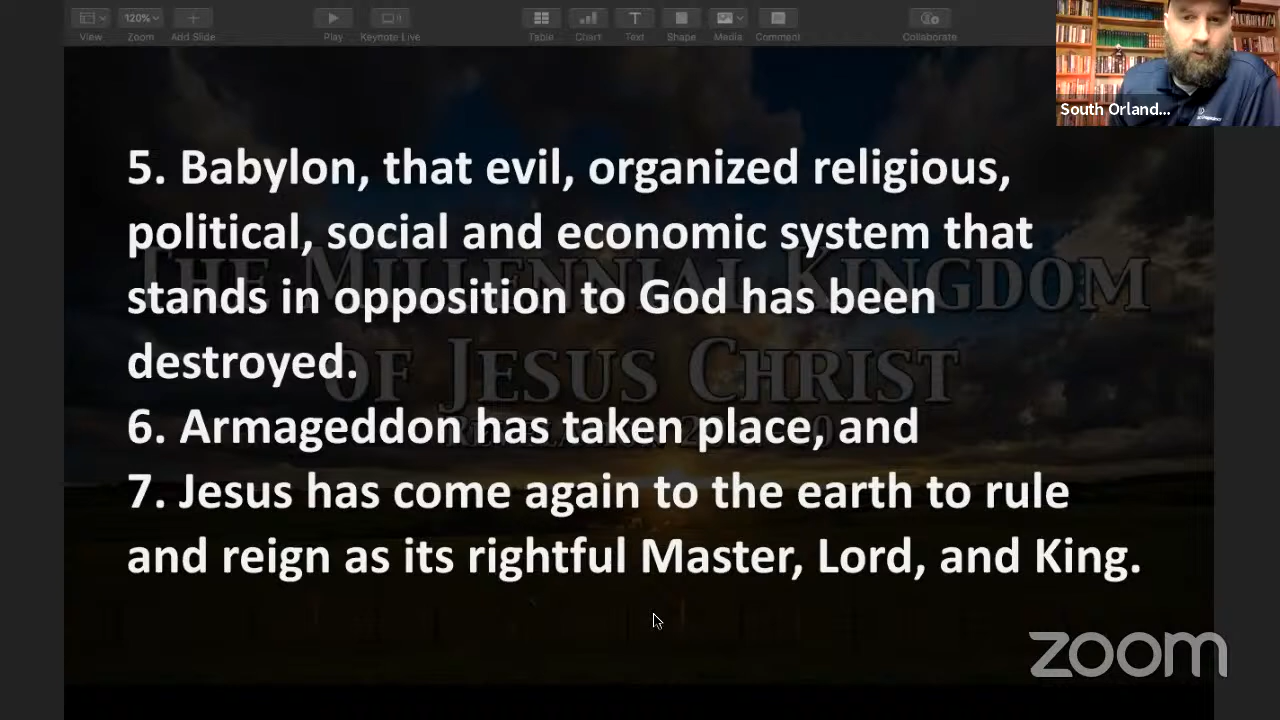 View
120%
Zoom
Add Slide
Play
Keynote Live
Table
Chart
Text
Shape
Media
Comment
Collaborate
South Orland...
5. Babylon, that evil, organized religious,
political, social and economic system that
stands in opposition to God has been
destroyed.
6. Armageddon has taken place, and
7. Jesus has come again to the earth to rule
and reign as its rightful Master, Lord, and King.
The Millennial Kingdom
of Jesus Christ
zoom